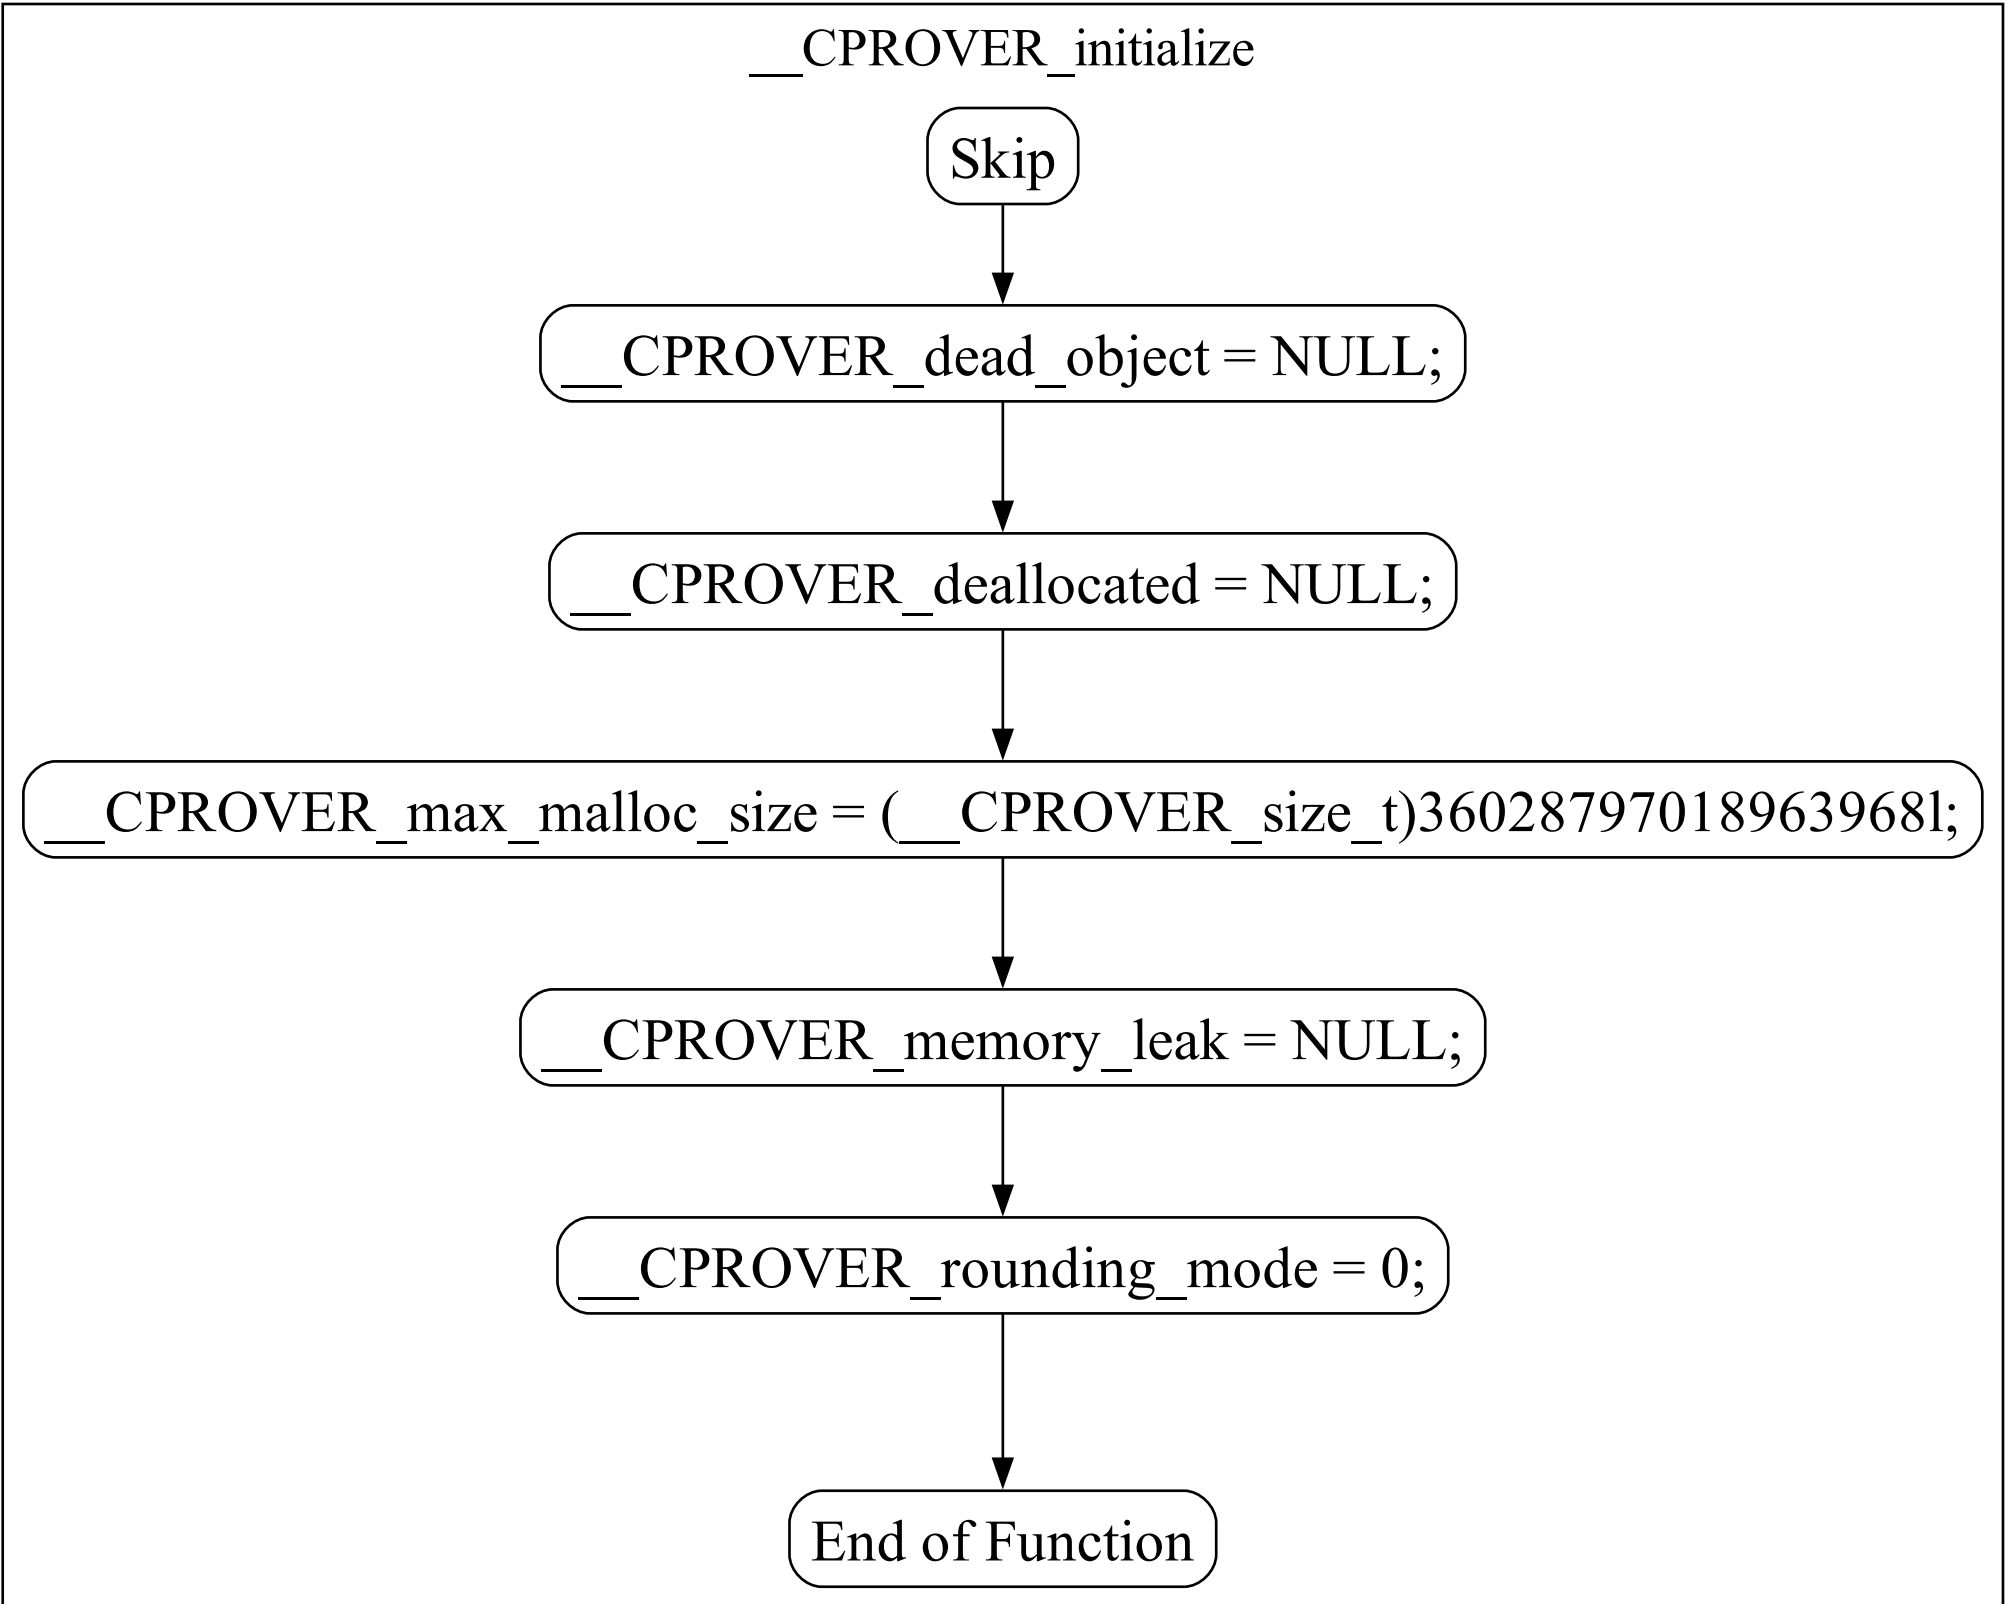 __CPROVER_initialize
Skip
__CPROVER_dead_object = NULL;
__CPROVER_deallocated = NULL;
__CPROVER_max_malloc_size = (__CPROVER_size_t)36028797018963968l;
__CPROVER_memory_leak = NULL;
__CPROVER_rounding_mode = 0;
End of Function